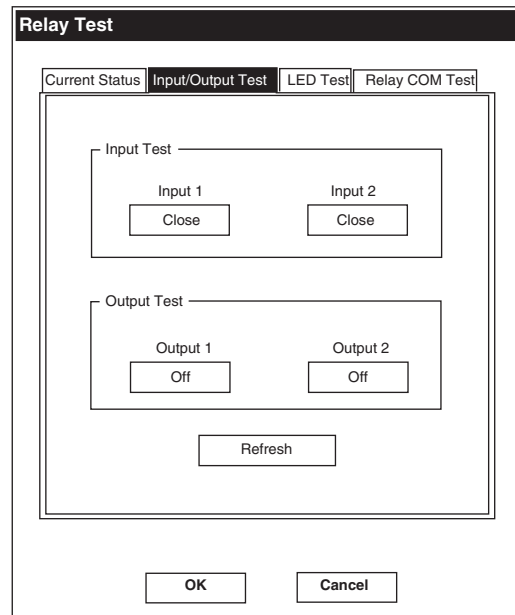 Relay Test
Current Status Input/Output Test LED Test Relay COM Test
Input Test
Input 1 Input 2
Close Close
Output Test
Output 1 Output 2
Off Off
Refresh
OK Cancel